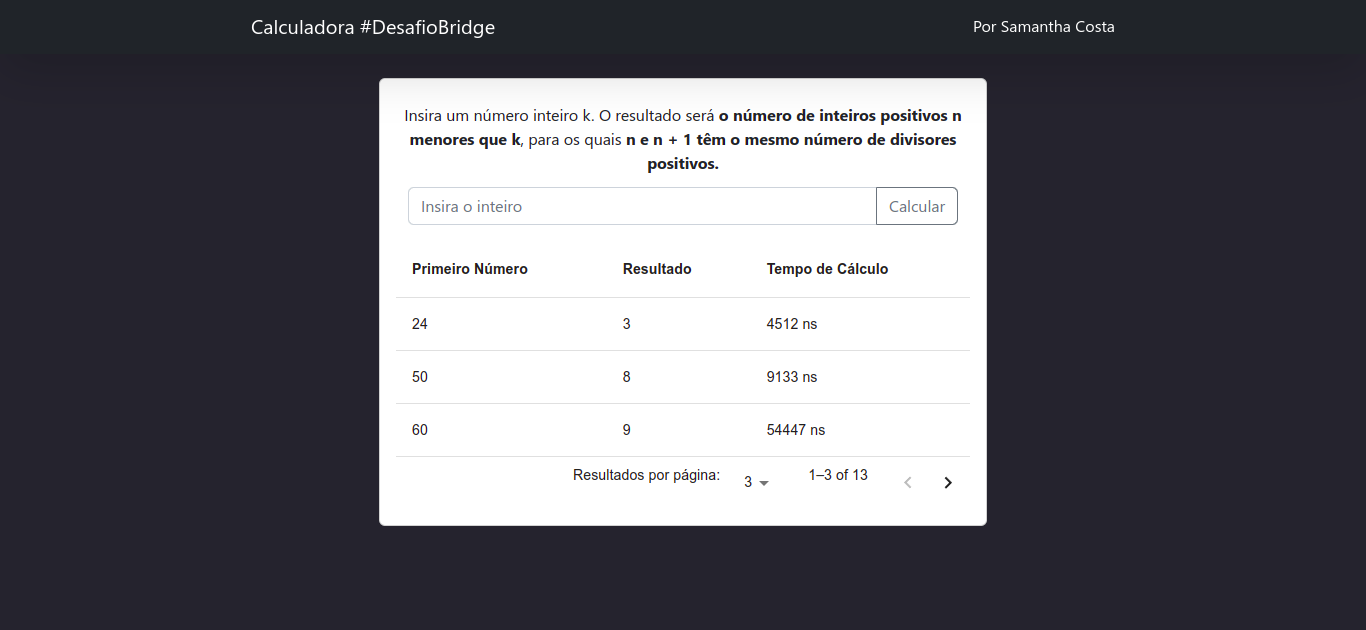 Calculadora #DesafioBridge
Por Samantha Costa
Insira um número inteiro k. O resultado será o número de inteiros positivos n
menores que k, para os quais n e n + 1 têm o mesmo número de divisores
positivos.
Insira o inteiro
Calcular
Primeiro Número Resultado Tempo de Cálculo
24 3 4512 ns
50 8 9133 ns
60 9 54447 ns
Resultados por página: 3 1–3 of 13